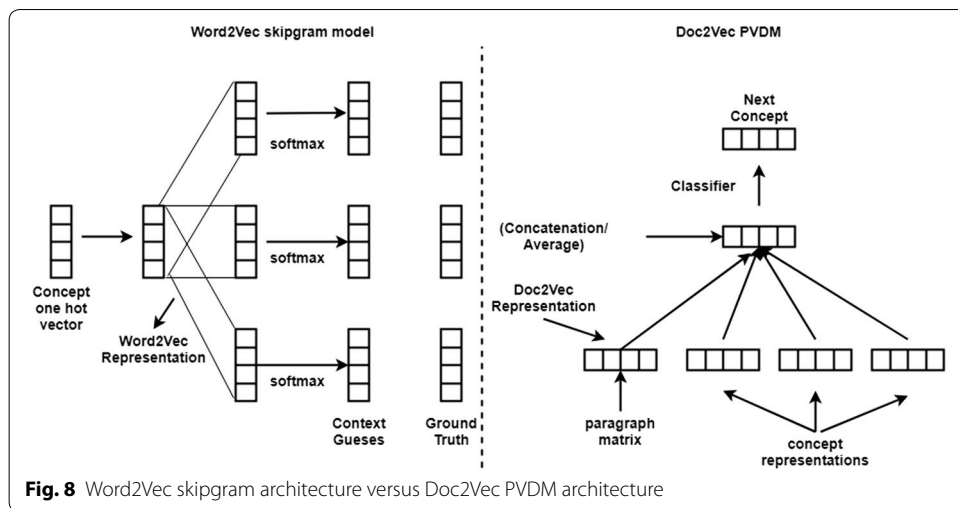 Word2Vec skipgram model
softmax
softmax
softmax
Concept
one hot
vector
Word2Vec
Representation
Context
Gueses
Ground
Truth
Doc2Vec PVDM
Next
Concept
Classifier
(Concatenation/
Average)
Doc2Vec
Representation
paragraph
matrix
concept
representations
Fig. 8 Word2Vec skipgram architecture versus Doc2Vec PVDM architecture